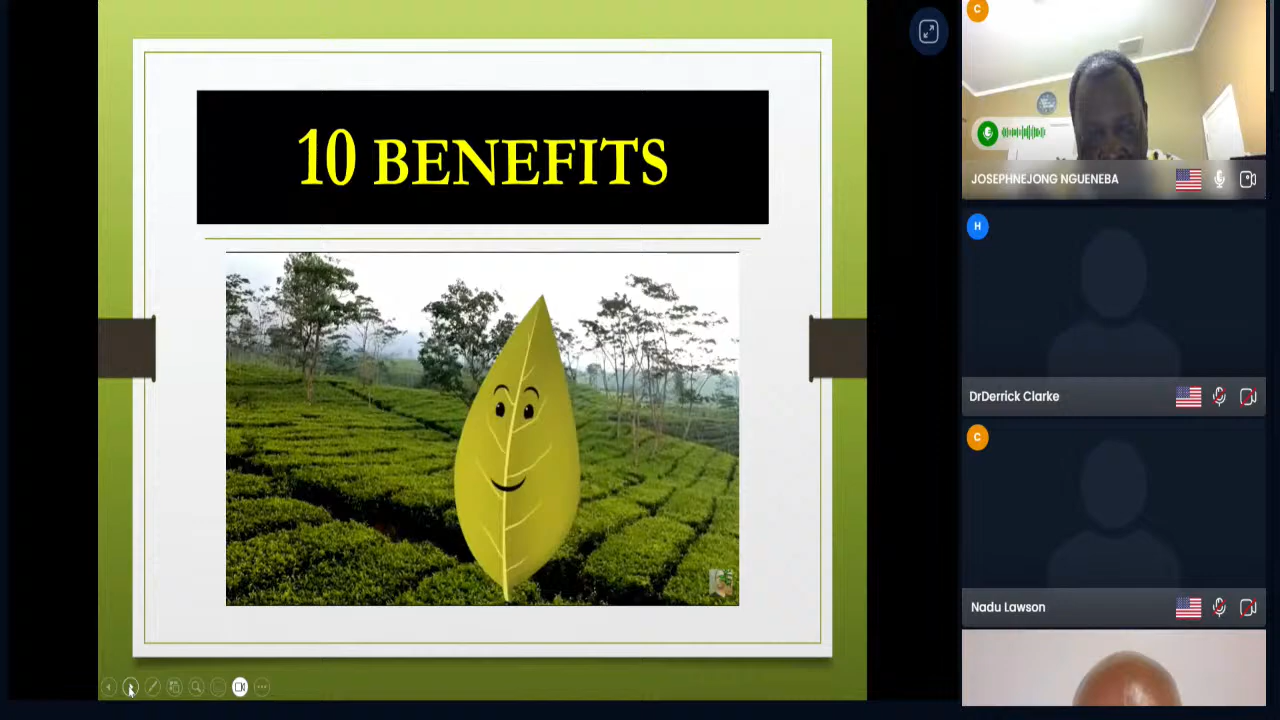 10 BENEFITS
C
JOSEPHNEJONG NGUENEBA
H
DrDerrick Clarke
C
Nadu Lawson